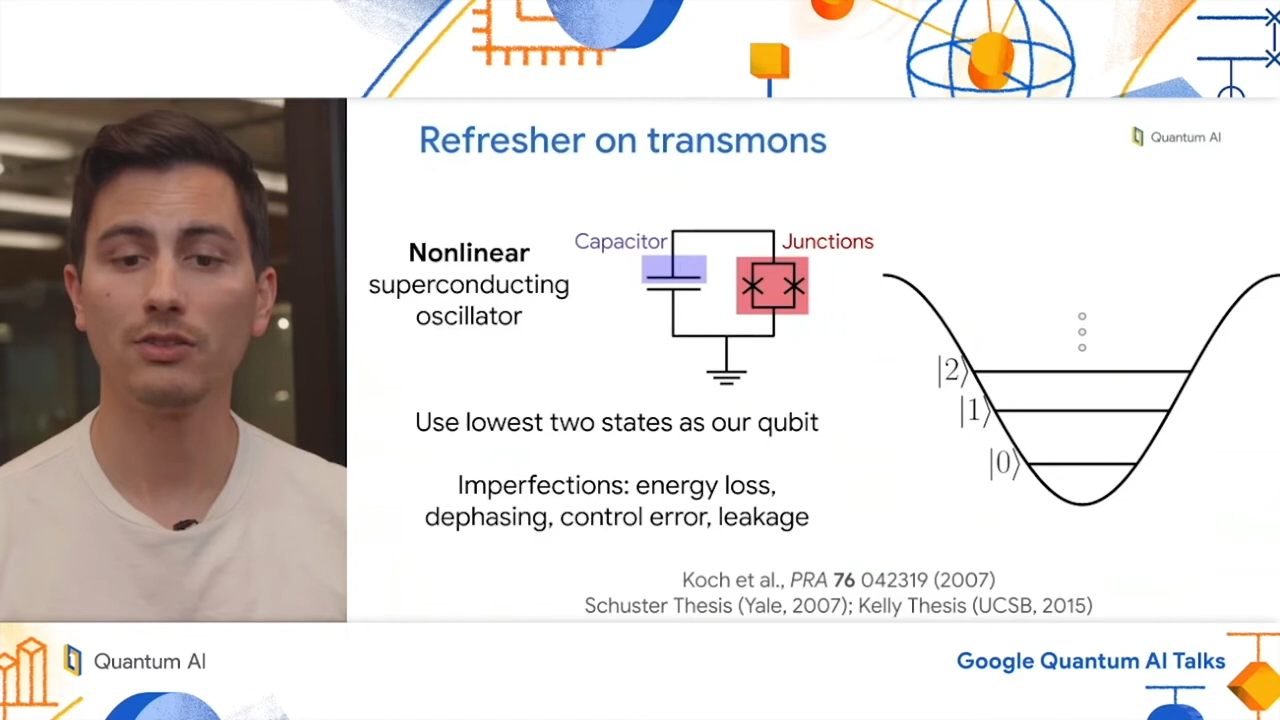 Refresher on transmons
Quantum AI
Nonlinear
superconducting
oscillator
Capacitor
Junctions
|2⟩
|1⟩
|0⟩
Use lowest two states as our qubit
Imperfections: energy loss,
dephasing, control error, leakage
Koch et al., PRA 76 042319 (2007)
Schuster Thesis (Yale, 2007); Kelly Thesis (UCSB, 2015)
Quantum AI
Google Quantum AI Talks